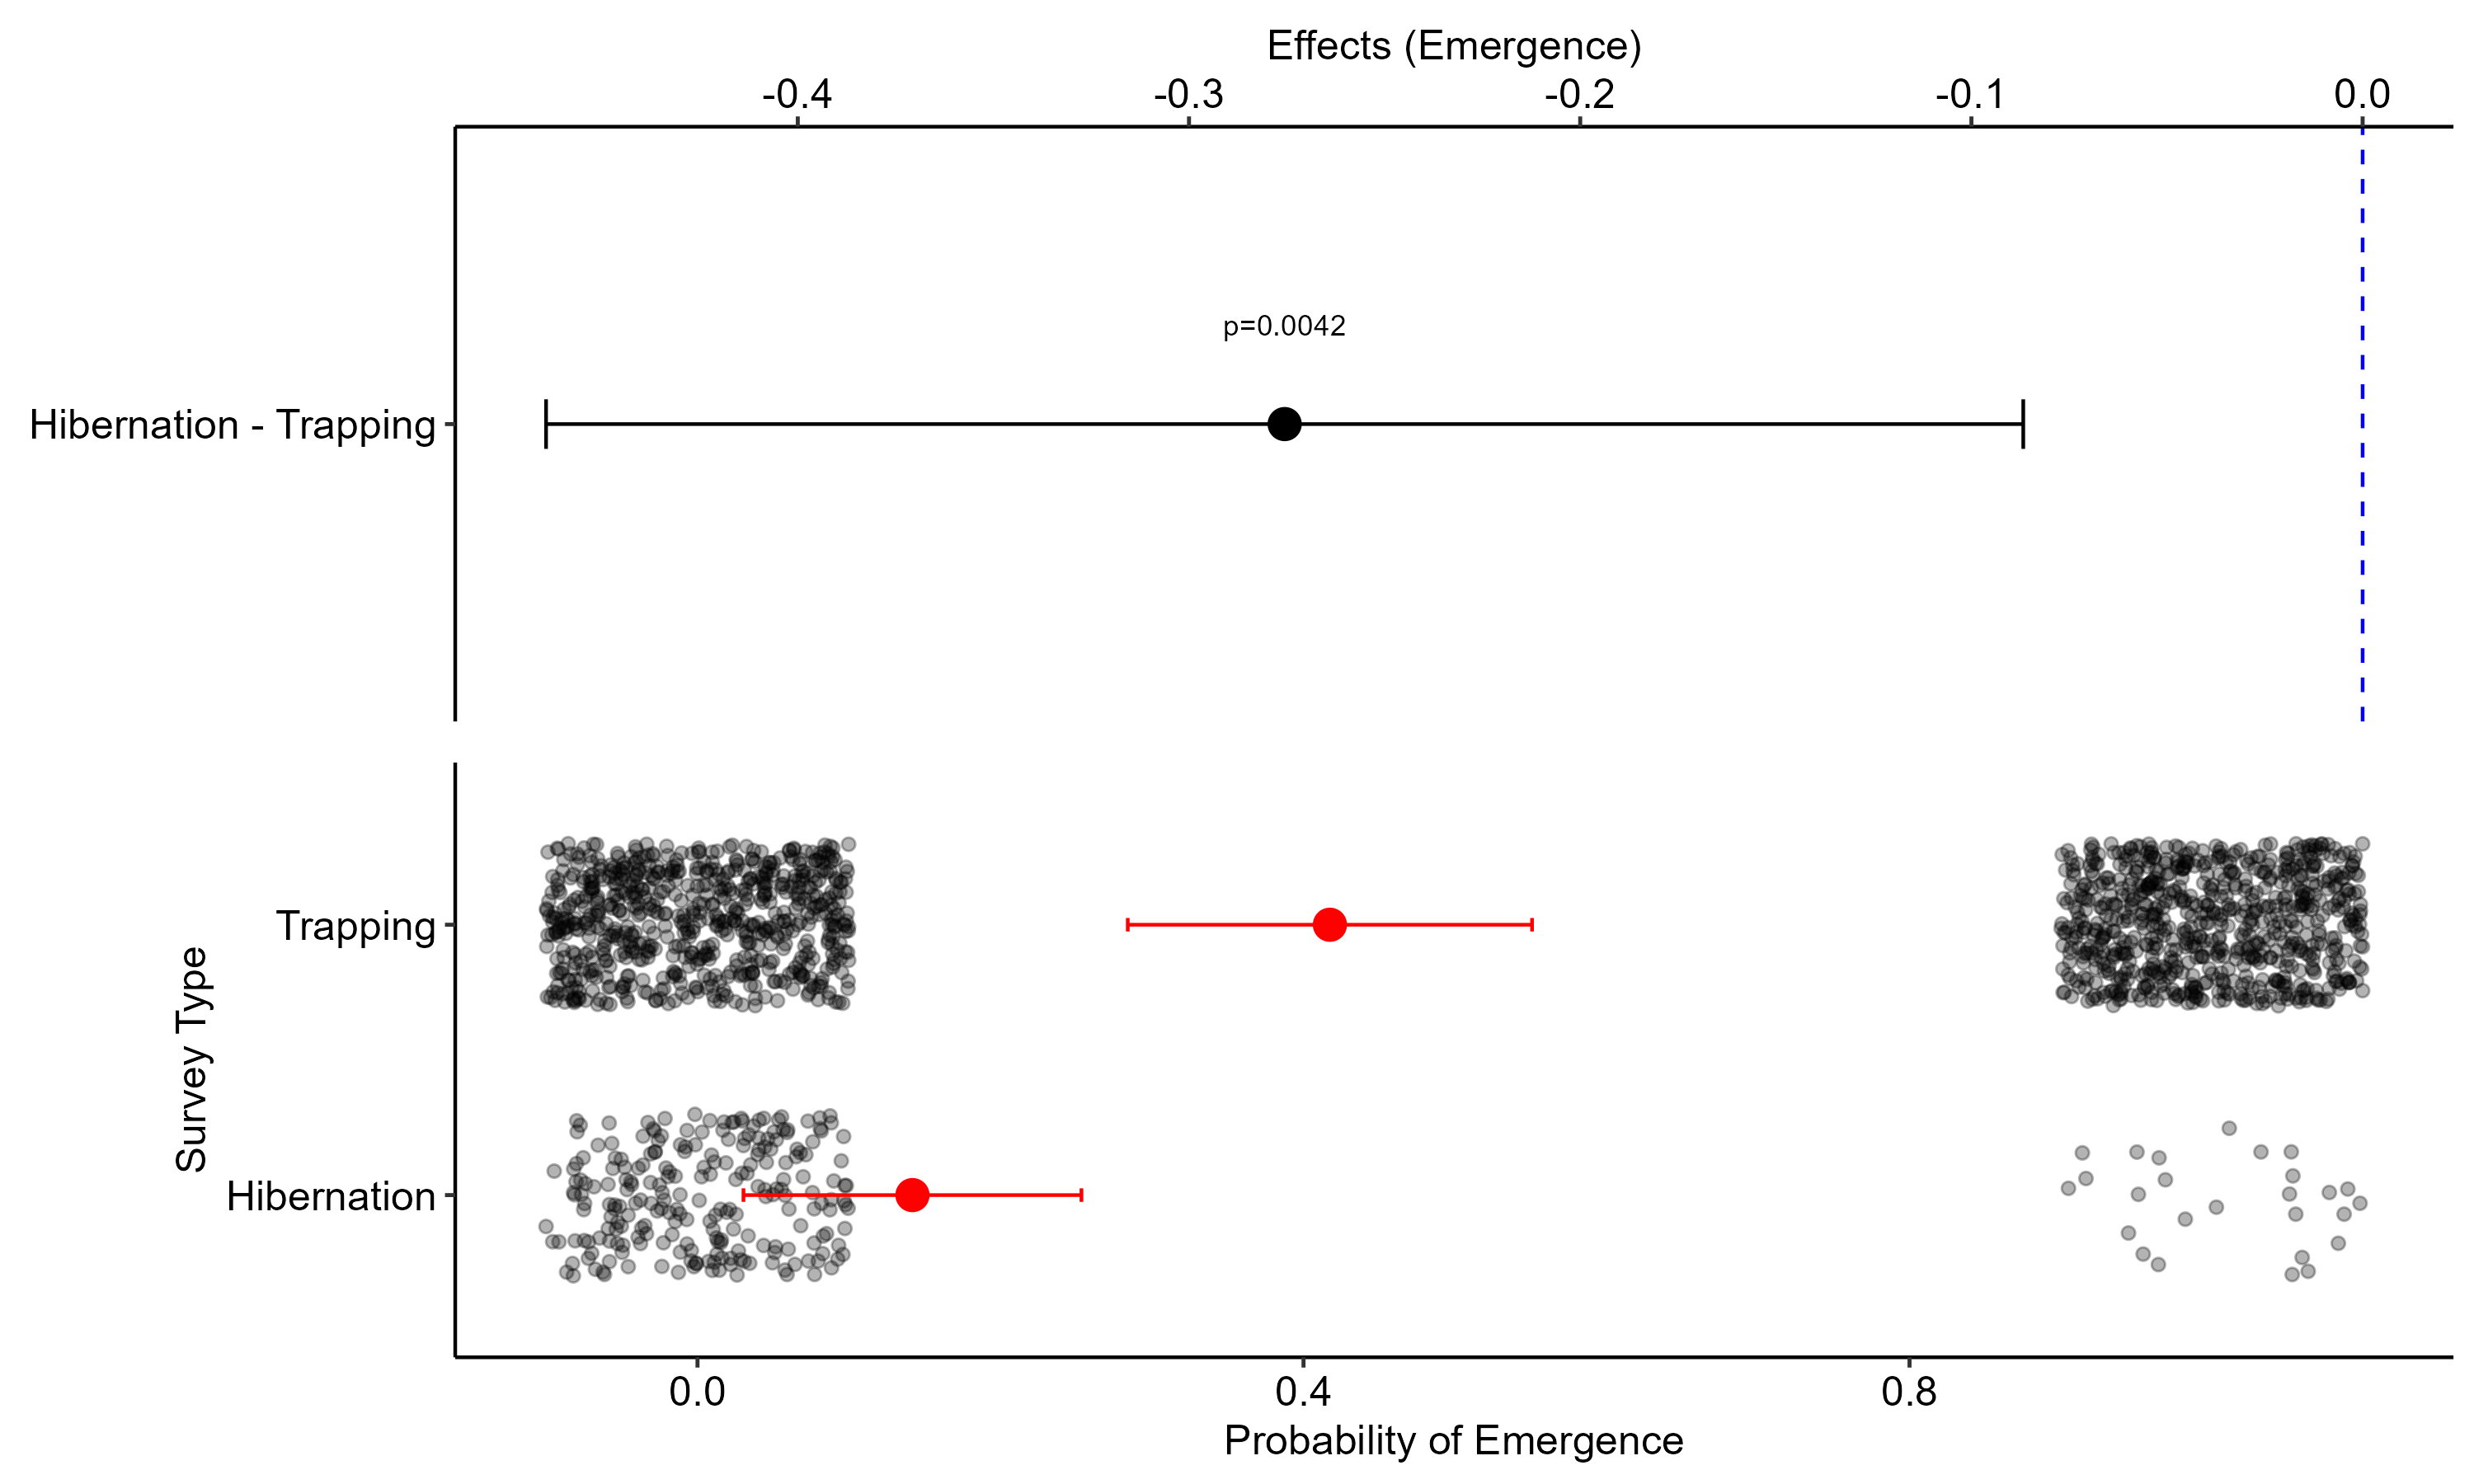 Effects (Emergence)
-0.4 -0.3 -0.2 -0.1 0.0
p=0.0042
Hibernation - Trapping
Trapping
Survey Type
Hibernation
0.0 0.4 0.8
Probability of Emergence